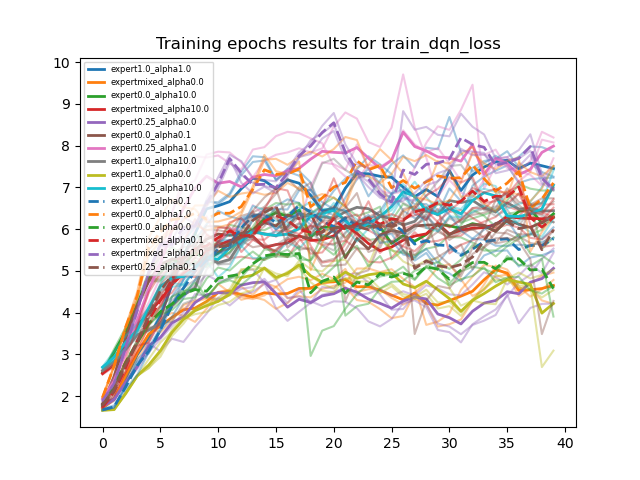 Training epochs results for train_dqn_loss
10
9
8
7
6
5
4
3
2
expert1.0_alpha1.0
expertmixed_alpha0.0
expert0.0_alpha10.0
expertmixed_alpha10.0
expert0.25_alpha0.0
expert0.0_alpha0.1
expert0.25_alpha1.0
expert1.0_alpha10.0
expert1.0_alpha0.0
expert0.25_alpha10.0
expert1.0_alpha0.1
expert0.0_alpha1.0
expert0.0_alpha0.0
expertmixed_alpha0.1
expertmixed_alpha1.0
expert0.25_alpha0.1
0 5 10 15 20 25 30 35 40